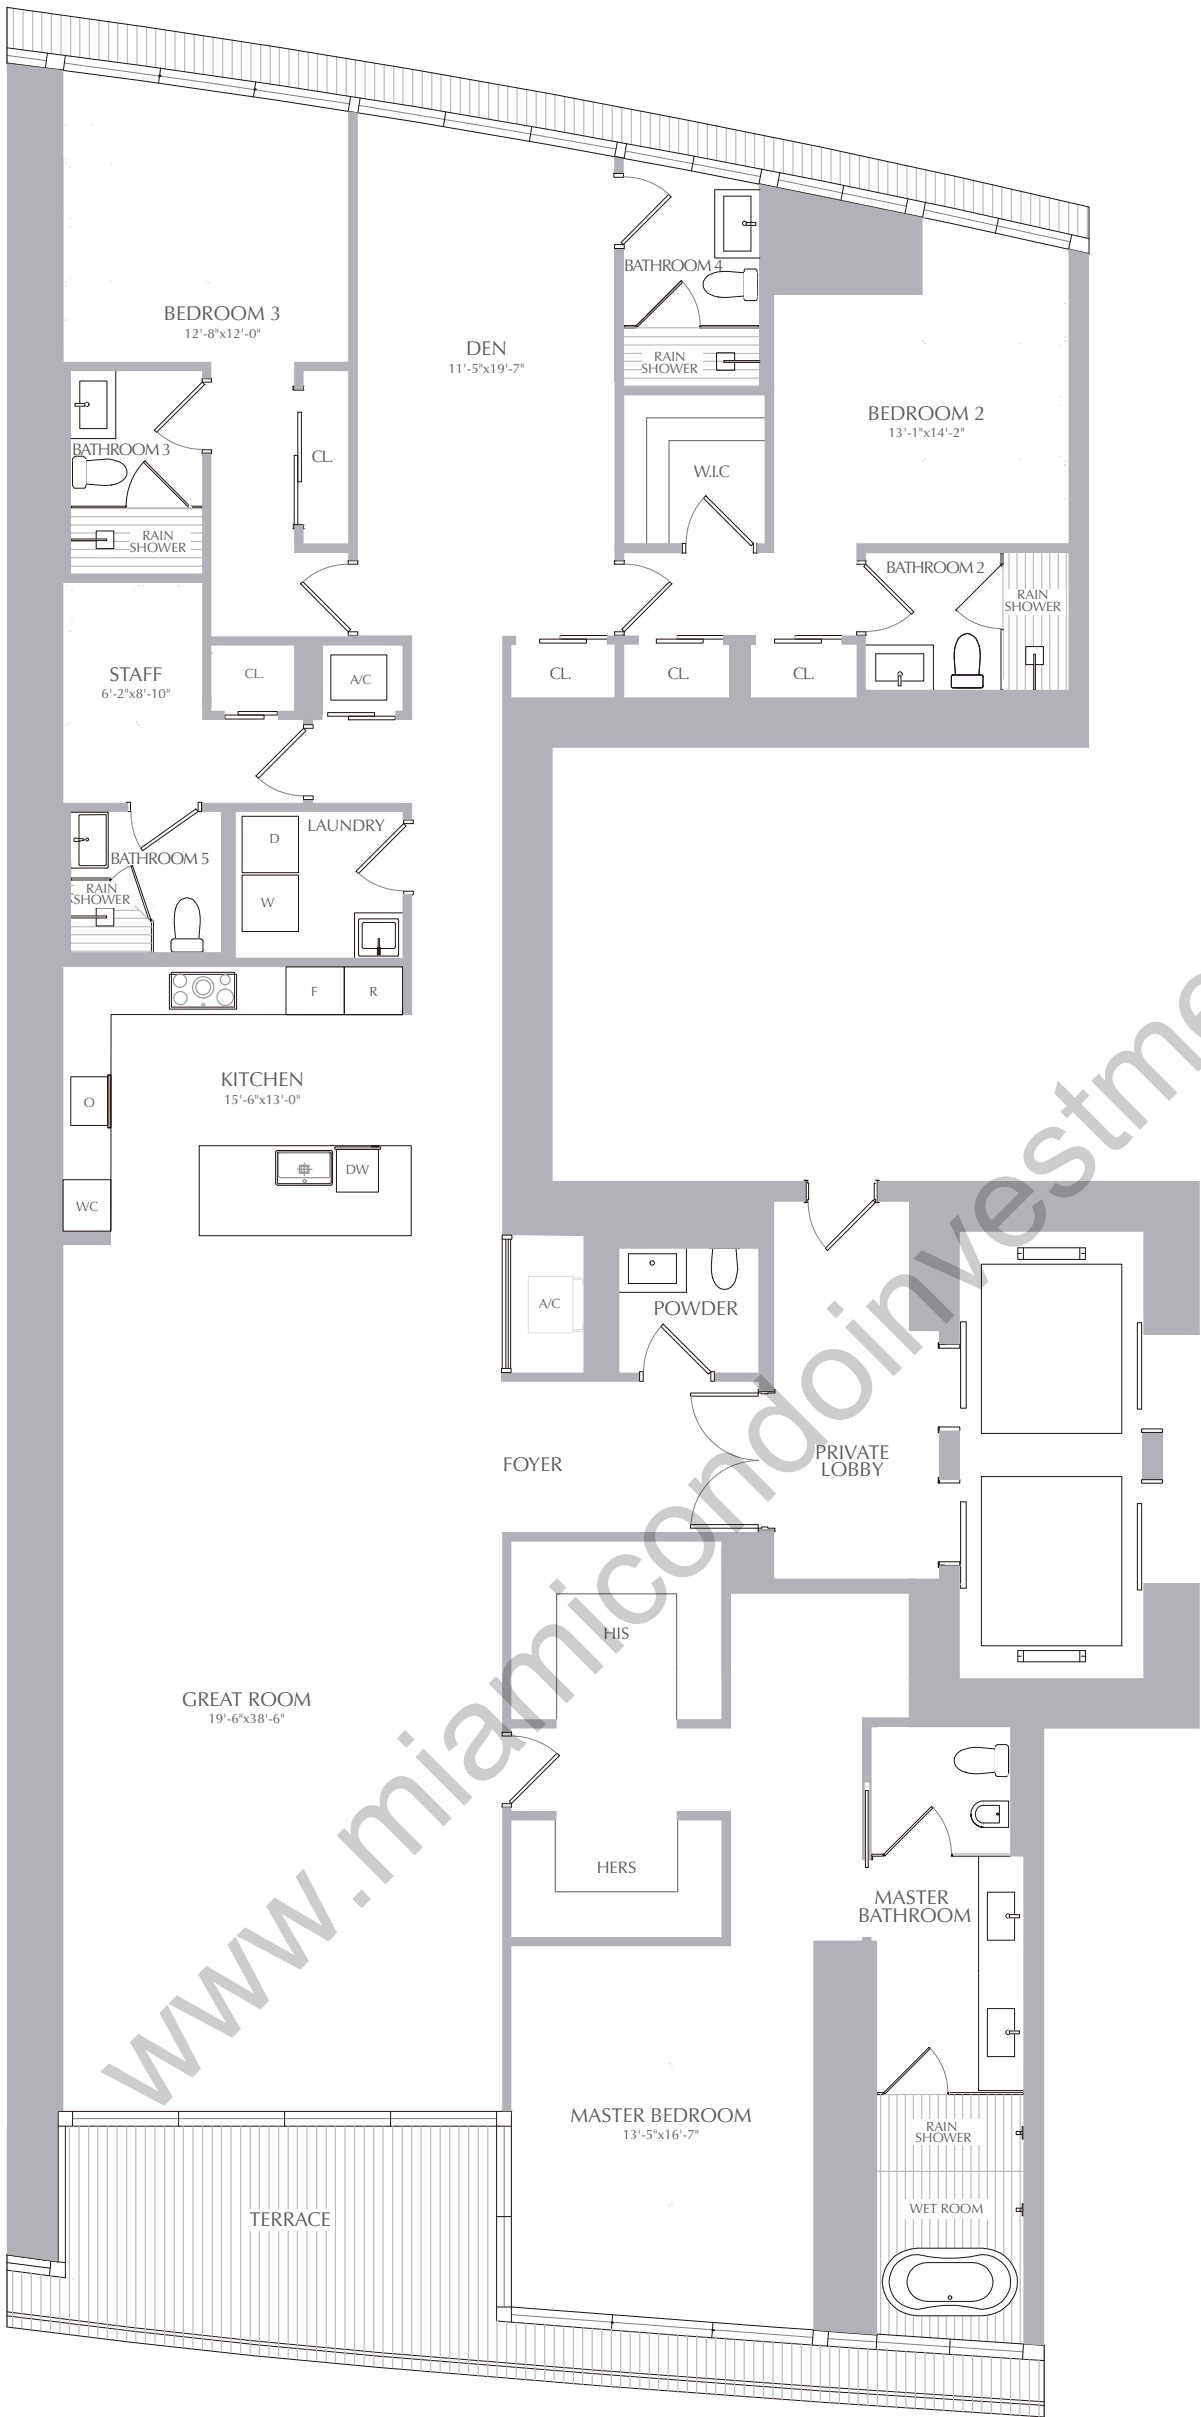 BEDROOM 3
12'-8"x12'-0"
BATHROOM 4
RAIN
SHOWER
DEN
11'-5"x19'-7"
BEDROOM 2
13'-1"x14'-2"
BATHROOM 3
CL.
W.I.C
RAIN
SHOWER
BATHROOM 2
RAIN
SHOWER
STAFF
6'-2"x8'-10"
CL.
A/C
CL.
CL.
CL.
D
LAUNDRY
BATHROOM 5
RAIN
SHOWER
W
F
R
KITCHEN
15'-6"x13'-0"
O
DW
WC
A/C
POWDER
FOYER
PRIVATE
LOBBY
HIS
GREAT ROOM
19'-6"x38'-6"
HERS
MASTER
BATHROOM
MASTER BEDROOM
13'-5"x16'-7"
RAIN
SHOWER
WET ROOM
TERRACE
www.miamicondoinvestme